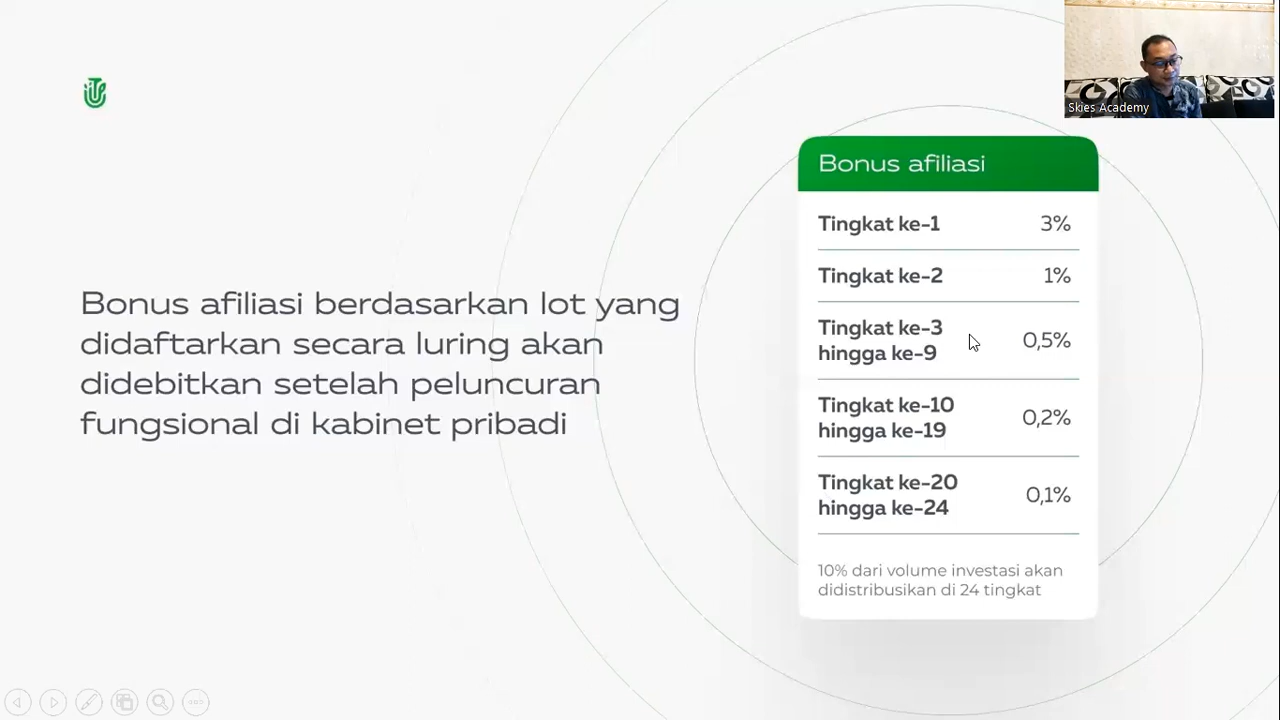 Skies Academy
Bonus afiliasi berdasarkan lot yang
didaftarkan secara luring akan
didebitkan setelah peluncuran
fungsional di kabinet pribadi
Bonus afiliasi
Tingkat ke-1 3%
Tingkat ke-2 1%
Tingkat ke-3
hingga ke-9 0,5%
Tingkat ke-10
hingga ke-19 0,2%
Tingkat ke-20
hingga ke-24 0,1%
10% dari volume investasi akan
didistribusikan di 24 tingkat